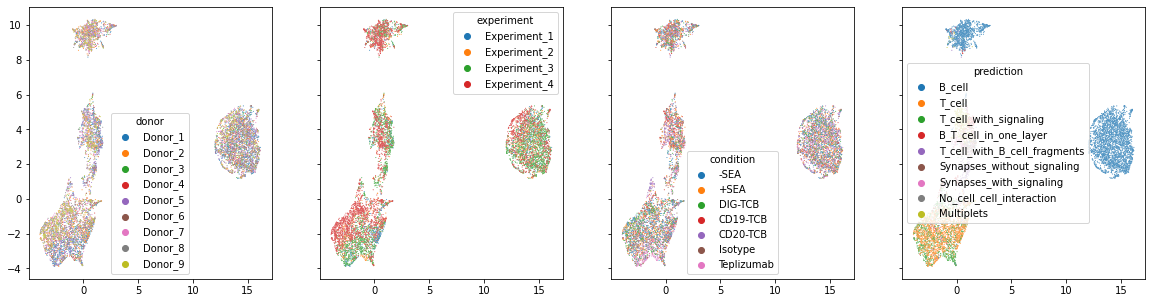 10
8
6
4
2
0
−2
−4
0
5
10
15
donor
Donor_1
Donor_2
Donor_3
Donor_4
Donor_5
Donor_6
Donor_7
Donor_8
Donor_9
0
5
10
15
experiment
Experiment_1
Experiment_2
Experiment_3
Experiment_4
0
5
10
15
condition
-SEA
+SEA
DIG-TCB
CD19-TCB
CD20-TCB
Isotype
Teplizumab
0
5
10
15
prediction
B_cell
T_cell
T_cell_with_signaling
B_T_cell_in_one_layer
T_cell_with_B_cell_fragments
Synapses_without_signaling
Synapses_with_signaling
No_cell_cell_interaction
Multiplets